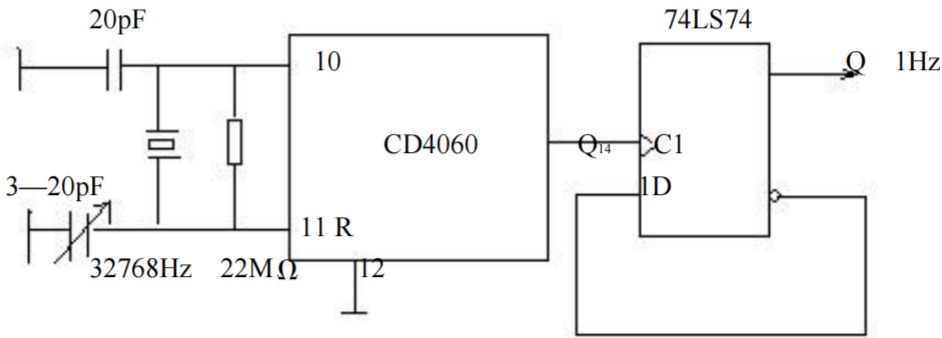 20pF
74LS74
10
Q 1Hz
CD4060
Q14
C1
3—20pF
1D
11 R
32768Hz
22MΩ
12